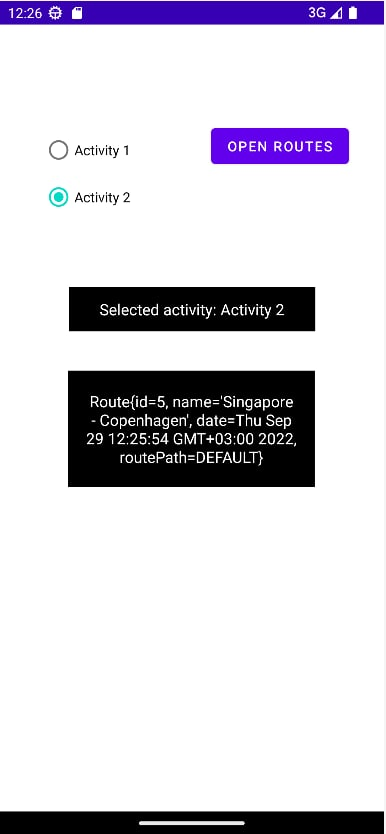 12:26 3G
Activity 1
OPEN ROUTES
Activity 2
Selected activity: Activity 2
Route{id=5, name='Singapore
- Copenhagen', date=Thu Sep
29 12:25:54 GMT+03:00 2022,
routePath=DEFAULT}